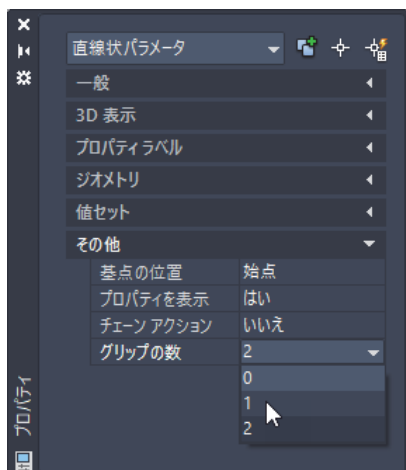 直線状パラメータ
一般
3D 表示
プロパティラベル
ジオメトリ
値セット
その他
基点の位置 始点
プロパティを表示 はい
チェーン アクション いいえ
グリップの数 2
0
1
2
プロパティ